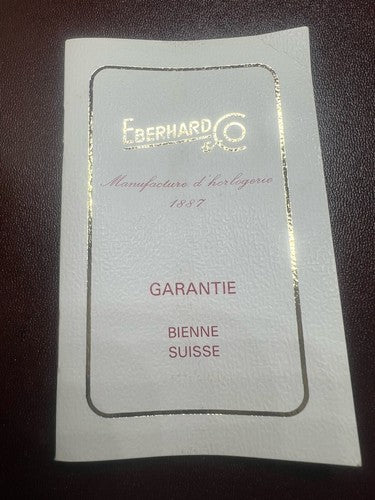 EBERHARD & CO
Manufacture d'horlogerie
1887
GARANTIE
BIENNE
SUISSE